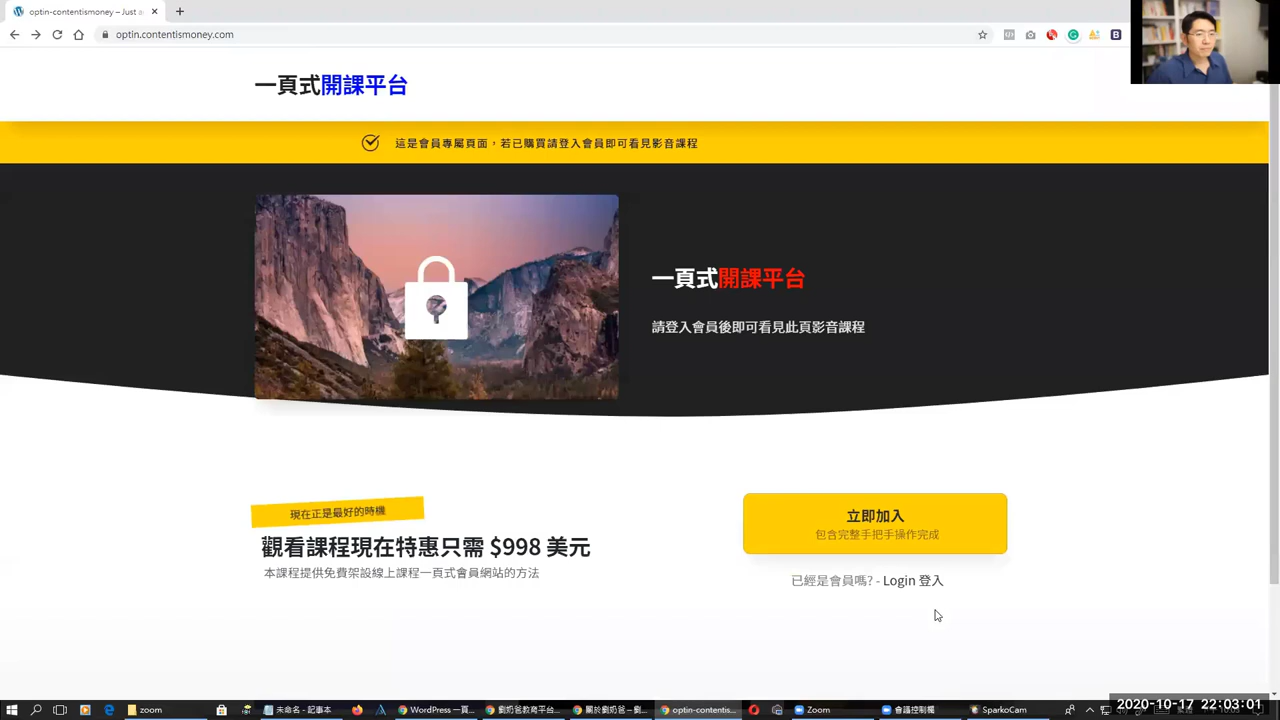 optin-contentismoney – Just a
optin.contentismoney.com
一頁式開課平台
這是會員專屬頁面，若已購買請登入會員即可看見影音課程
一頁式開課平台
請登入會員後即可看見此頁影音課程
現在正是最好的時機
觀看課程現在特惠只需 $998 美元
本課程提供免費架設線上課程一頁式會員網站的方法
立即加入
包含完整手把手操作完成
已經是會員嗎? - Login 登入
zoom
未命名 - 記事本
WordPress 一頁...
劉奶爸教育平台...
關於劉奶爸 – 劉...
optin-contentis...
Zoom
會議控制欄
SparkoCam
2020-10-17 22:03:01